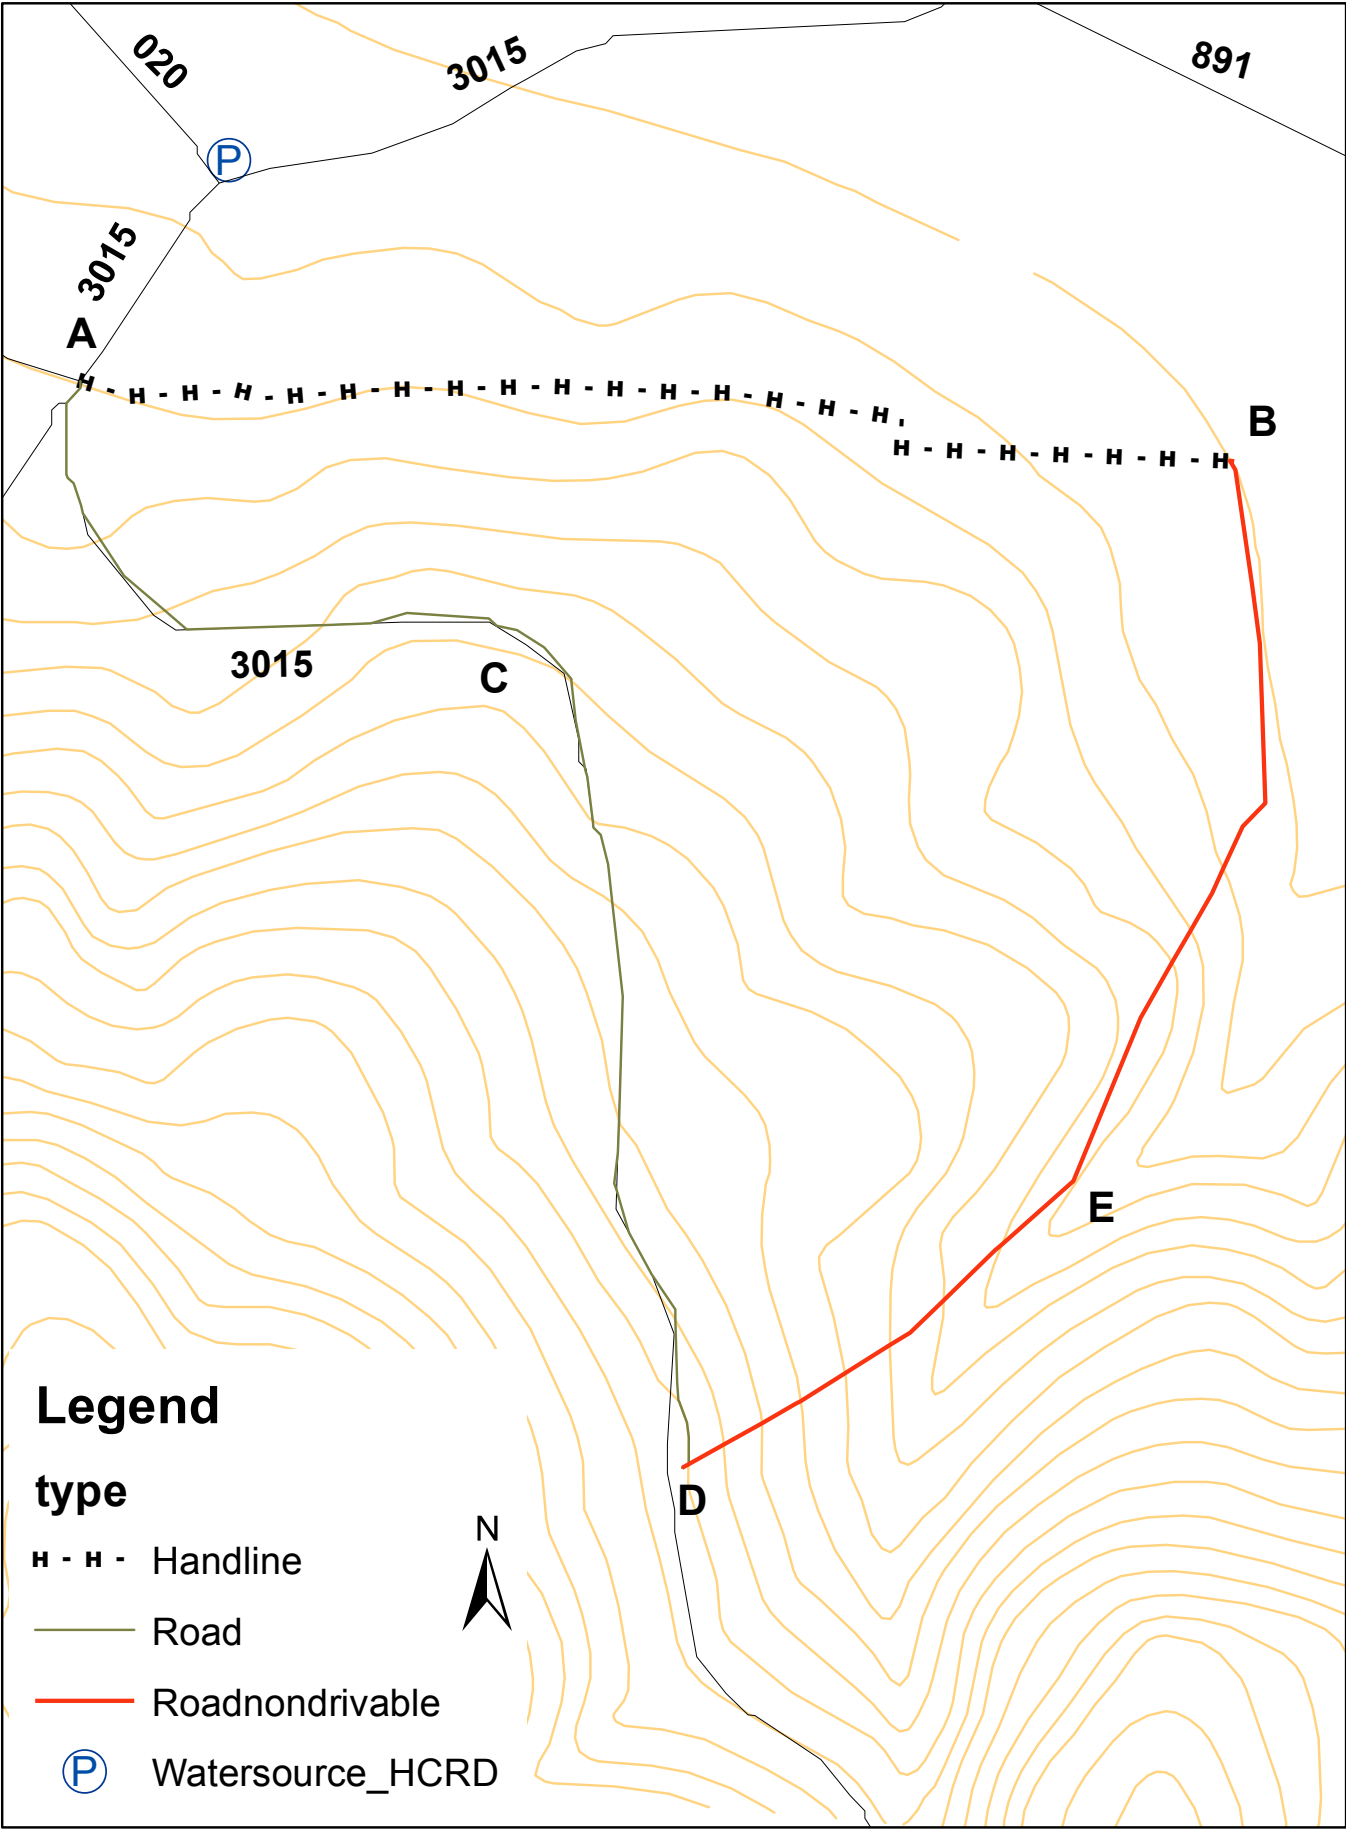 020
3015
891
P
3015
A
B
3015
C
E
D
Legend
type
N
H - H - Handline
Road
Roadnondrivable
P Watersource_HCRD